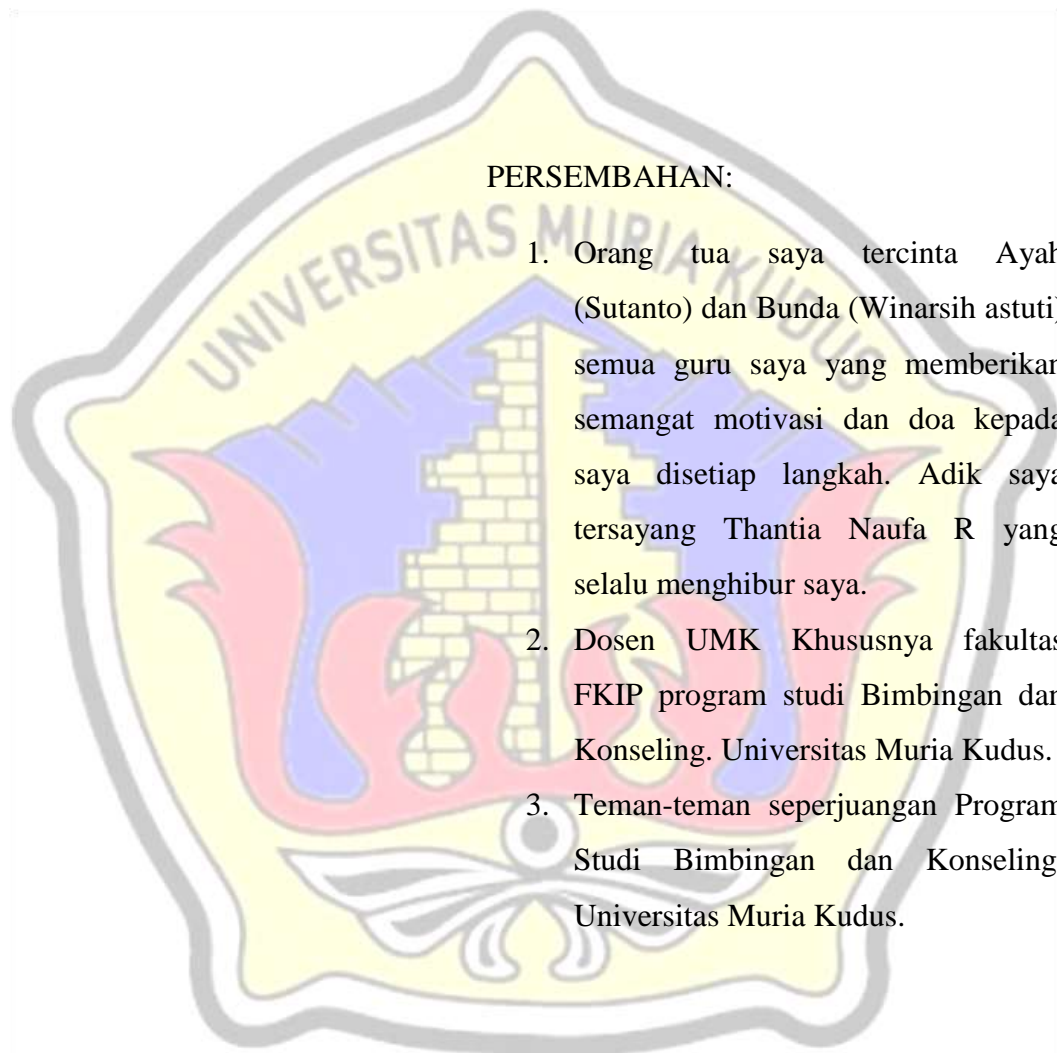 PERSEMBAHAN:
UNIVERSITAS MURIA KUDUS
1. Orang tua saya tercinta Ayah
(Sutanto) dan Bunda (Winarsih astuti)
semua guru saya yang memberikan
semangat motivasi dan doa kepada
saya disetiap langkah. Adik saya
tersayang Thantia Naufa R yang
selalu menghibur saya.
2. Dosen UMK Khususnya fakultas
FKIP program studi Bimbingan dan
Konseling. Universitas Muria Kudus.
3. Teman-teman seperjuangan Program
Studi Bimbingan dan Konseling
Universitas Muria Kudus.